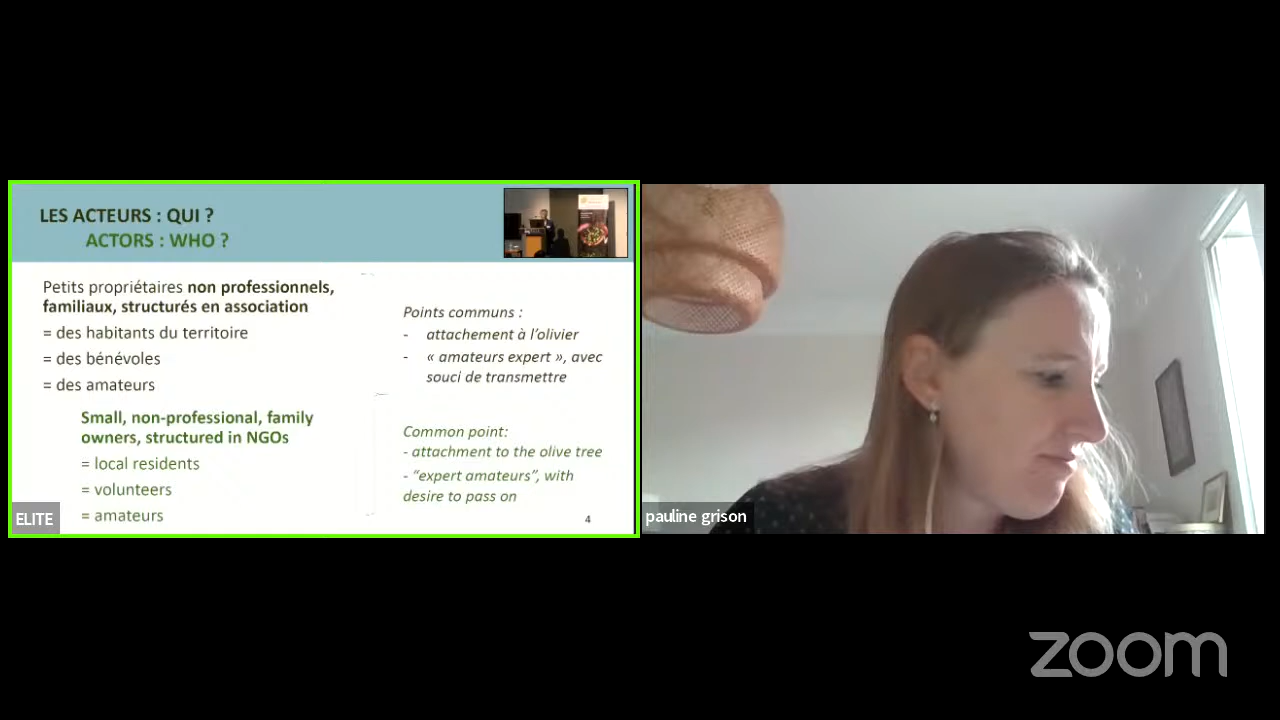 LES ACTEURS : QUI ?
ACTORS : WHO ?
Petits propriétaires non professionnels,
familiaux, structurés en association
= des habitants du territoire
= des bénévoles
= des amateurs
Small, non-professional, family
owners, structured in NGOs
= local residents
= volunteers
= amateurs
Points communs :
- attachement à l'olivier
- « amateurs expert », avec
souci de transmettre
Common point:
- attachment to the olive tree
- “expert amateurs”, with
desire to pass on
4
ELITE
pauline grison
zoom